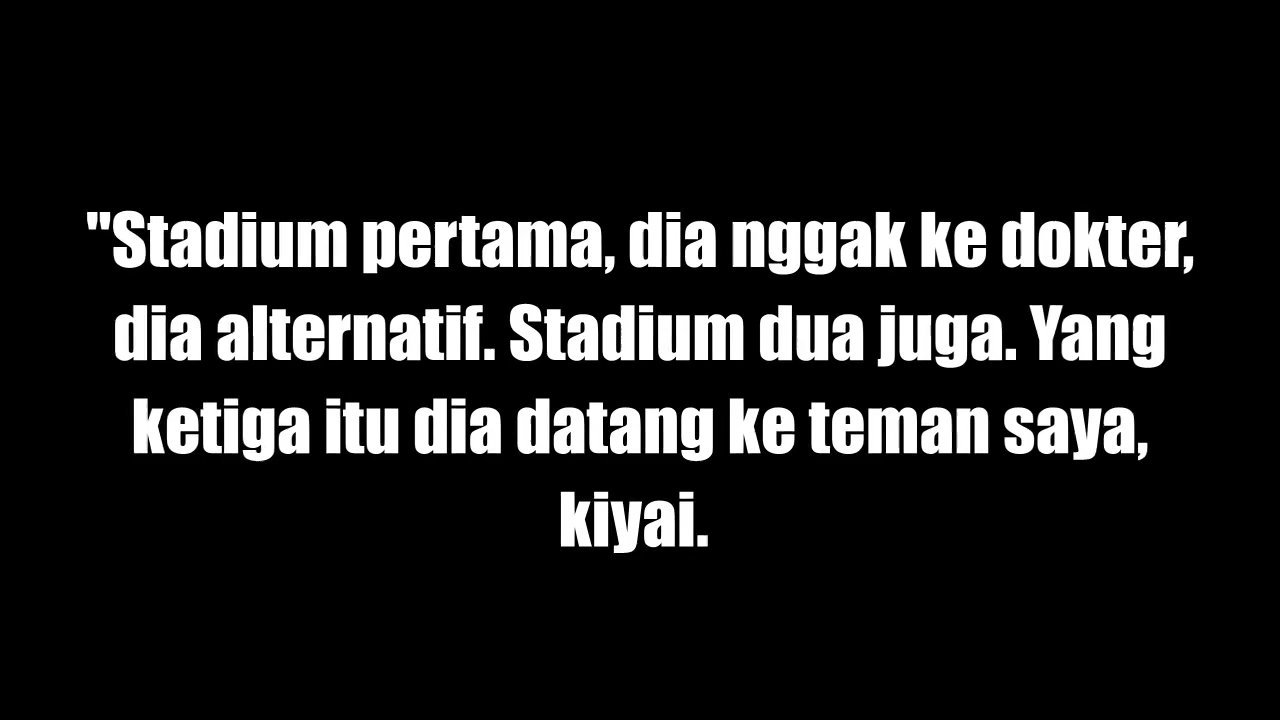 "Stadium pertama, dia nggak ke dokter,
dia alternatif. Stadium dua juga. Yang
ketiga itu dia datang ke teman saya,
kiyai.